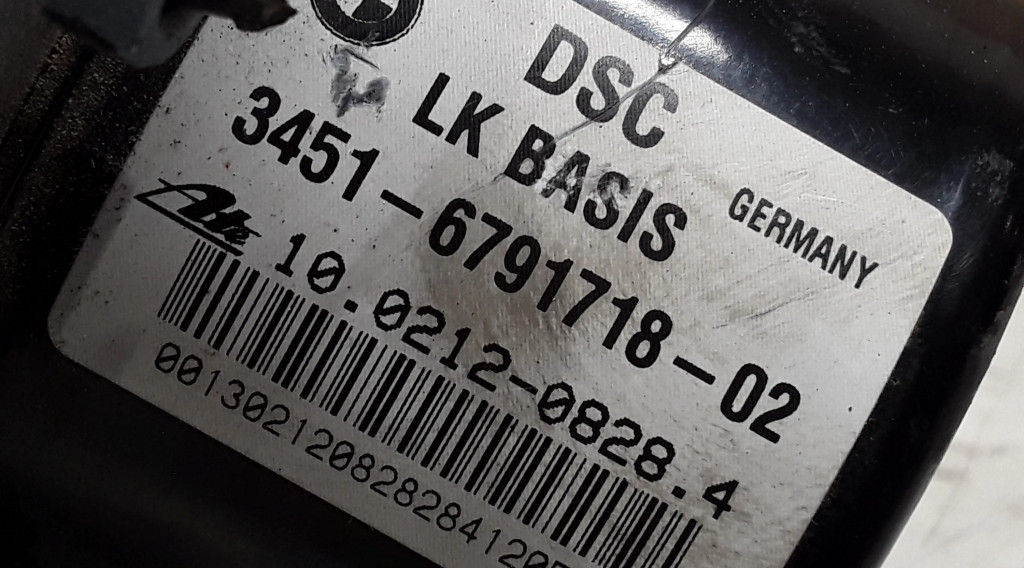 DSC
LK BASIS
GERMANY
3451-6791718-02
Ate 10.0212-0828.4